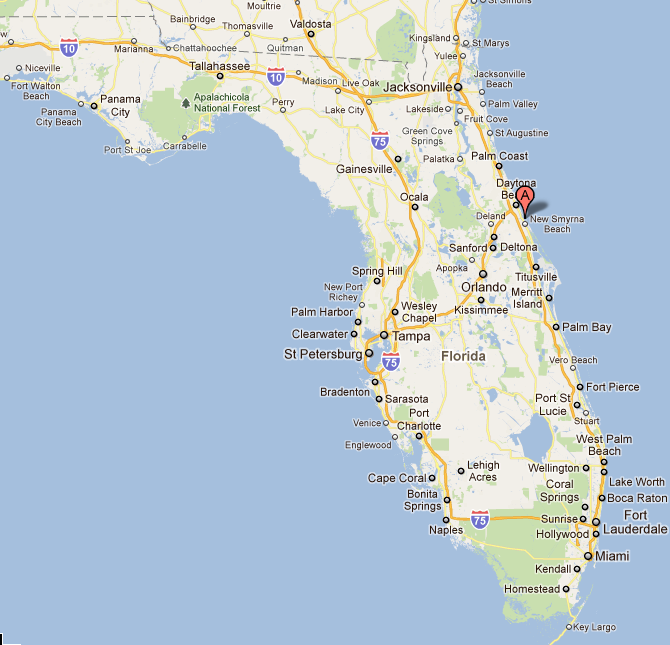 Moultrie
St Simons
Bainbridge
Thomasville
Valdosta
Kingsland
St Marys
Quitman
Marianna
Chattahoochee
10
Yulee
Niceville
Tallahassee
10
Madison
Live Oak
Jacksonville
Jacksonville
Beach
Fort Walton
Beach
Panama
City
Panama
City Beach
Apalachicola
National Forest
Perry
Lake City
Lakeside
Palm Valley
Fruit Cove
Green Cove
Springs
St Augustine
Port St Joe
Carrabelle
75
Gainesville
Palatka
Palm Coast
Daytona
Be
A
Ocala
Deland
New Smyrna
Beach
Sanford
Deltona
Spring Hill
Apopka
Titusville
Orlando
Merritt
Island
New Port
Richey
Kissimmee
Wesley
Chapel
Palm Harbor
Palm Bay
Clearwater
Tampa
St Petersburg
75
Florida
Vero Beach
Bradenton
Sarasota
Fort Pierce
Port St
Lucie
Port
Charlotte
Venice
Stuart
Englewood
West Palm
Beach
Lehigh
Acres
Wellington
Cape Coral
Lake Worth
Coral
Springs
Boca Raton
Bonita
Springs
75
Sunrise
Fort
Lauderdale
Naples
Hollywood
Miami
Kendall
Homestead
Key Largo